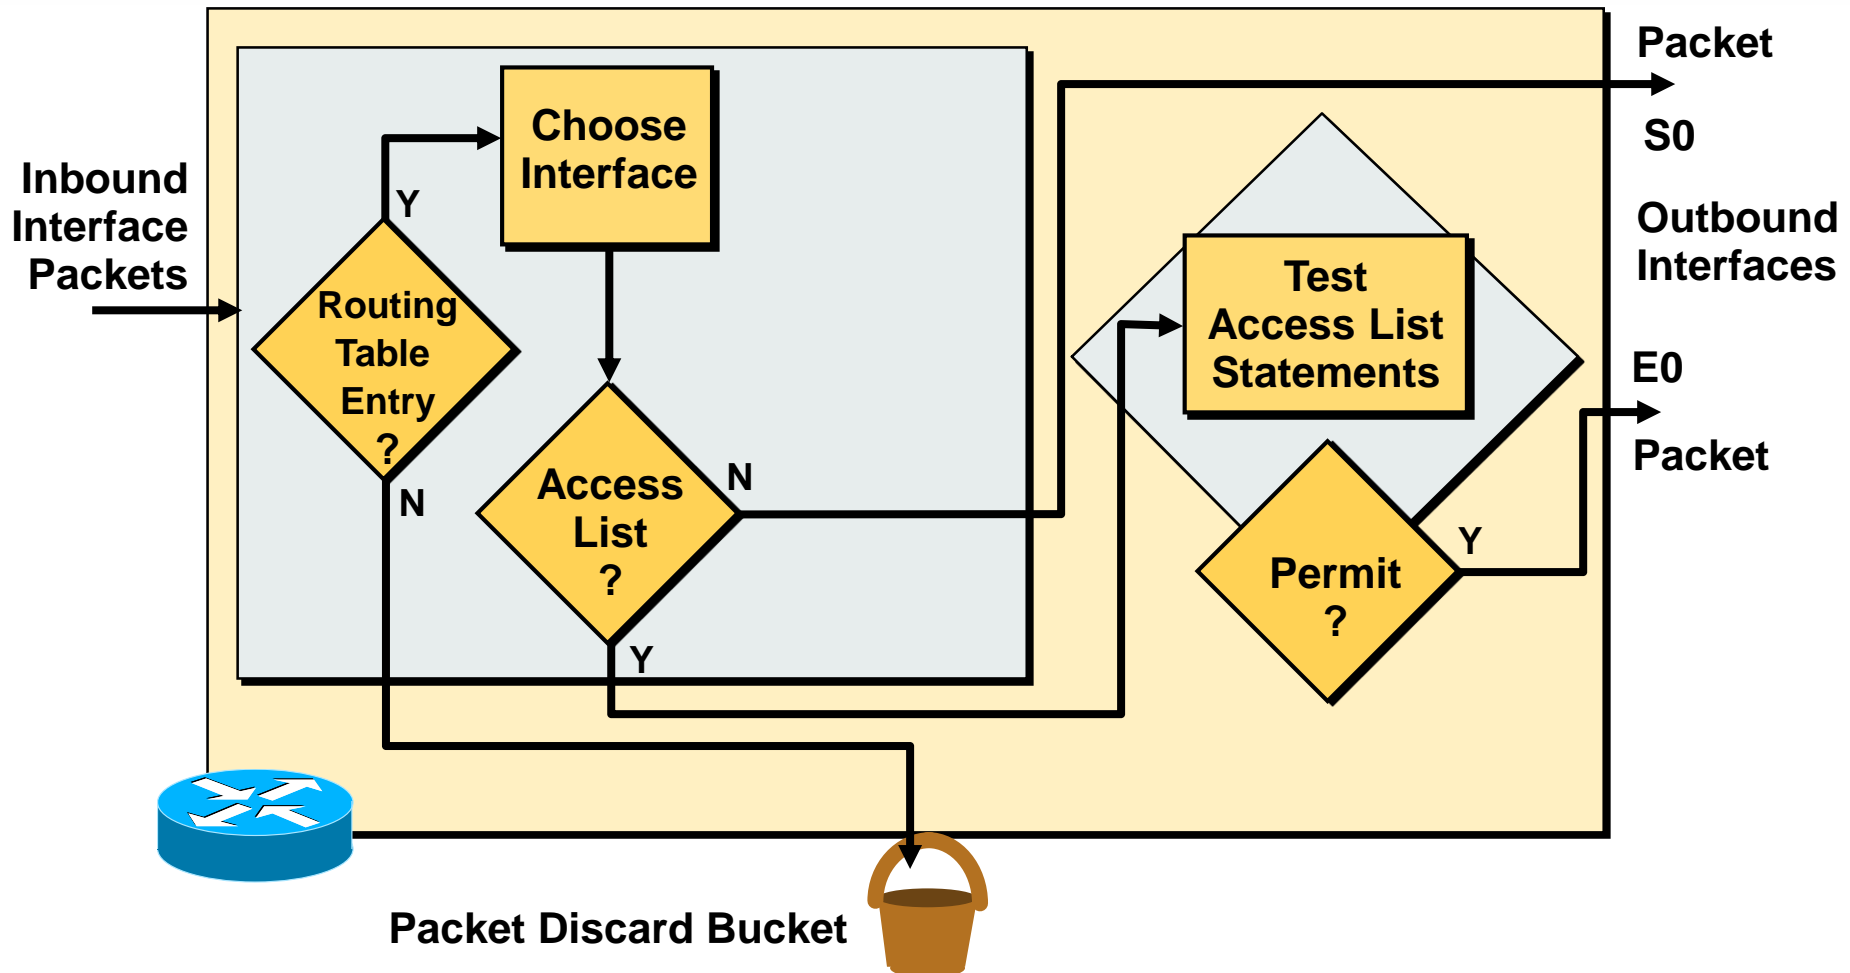 Inbound
Interface
Packets
Choose
Interface
Y
Routing
Table
Entry
?
N
Access
List
?
N
Y
Test
Access List
Statements
Permit
?
Y
Packet
S0
Outbound
Interfaces
E0
Packet
Packet Discard Bucket